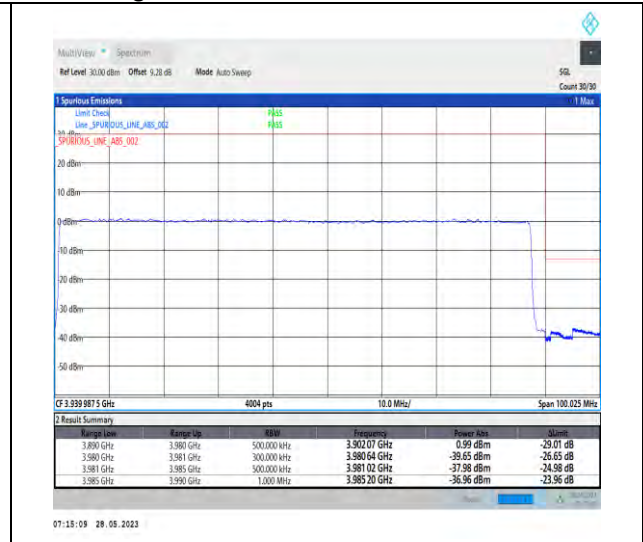 MultiView Spectrum
Ref Level 30.00 dBm Offset 9.28 dB Mode Auto Sweep SGL
Count 30/30
1 Spurious Emissions 1 Max
Limit Check PASS
Line _SPURIOUS_LINE_ABS_002 PASS
30 dBm
_SPURIOUS_LINE_ABS_002
20 dBm
10 dBm
0 dBm
-10 dBm
-20 dBm
-30 dBm
-40 dBm
-50 dBm
CF 3.939 987 5 GHz 4004 pts 10.0 MHz/ Span 100.025 MHz
2 Result Summary
Range Low Range Up RBW Frequency Power Abs ΔLimit
3.890 GHz 3.980 GHz 500.000 kHz 3.902 07 GHz 0.99 dBm -29.01 dB
3.980 GHz 3.981 GHz 300.000 kHz 3.980 64 GHz -39.65 dBm -26.65 dB
3.981 GHz 3.985 GHz 500.000 kHz 3.981 02 GHz -37.98 dBm -24.98 dB
3.985 GHz 3.990 GHz 1.000 MHz 3.985 20 GHz -36.96 dBm -23.96 dB
07:15:09 28.05.2023